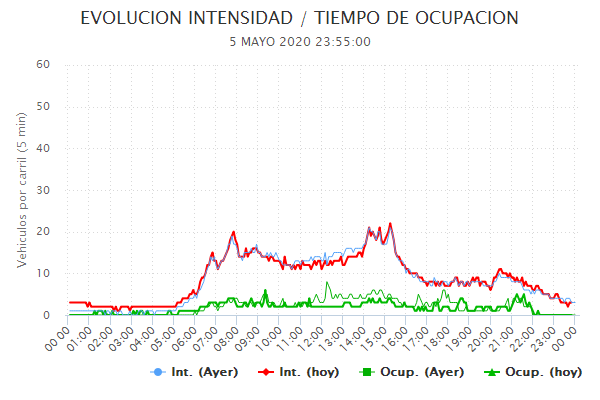 EVOLUCION INTENSIDAD / TIEMPO DE OCUPACION
5 MAYO 2020 23:55:00
Vehiculos por carril (5 min)
60
50
40
30
20
10
0
00:00 01:00 02:00 03:00 04:00 05:00 06:00 07:00 08:00 09:00 10:00 11:00 12:00 13:00 14:00 15:00 16:00 17:00 18:00 19:00 20:00 21:00 22:00 23:00 00:00
Int. (Ayer) Int. (hoy) Ocup. (Ayer) Ocup. (hoy)